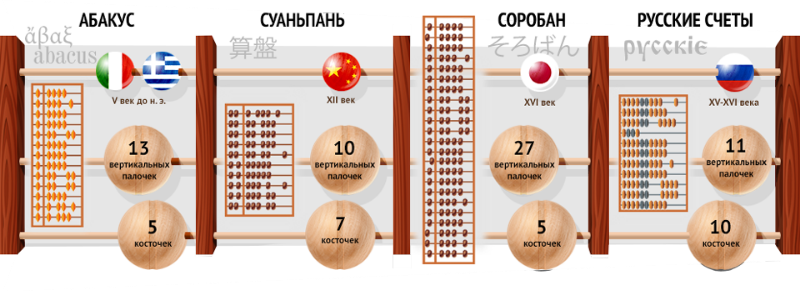 АБАКУС
ἄβαξ
abacus
V век до н. э.
13
вертикальных
палочек
5
косточек
СУАНЬПАНЬ
算盤
XII век
10
вертикальных
палочек
7
косточек
СОРОБАН
そろばん
XVI век
27
вертикальных
палочек
5
косточек
РУССКИЕ СЧЕТЫ
русскіе
XV-XVI века
11
вертикальных
палочек
10
косточек